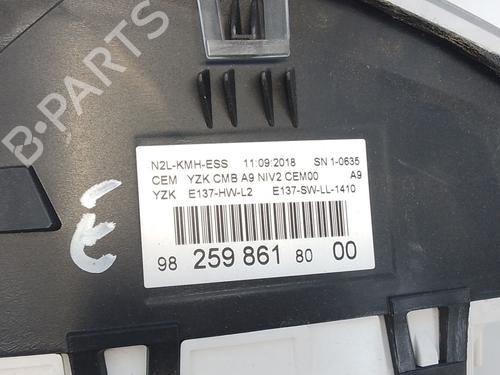 N2L-KMH-ESS 11:09:2018 SN 1-0635
CEM YZK CMB A9 NIV2 CEM00 A9
YZK E137-HW-L2 E137-SW-LL-1410
98 259 861 80 00
B-PARTS